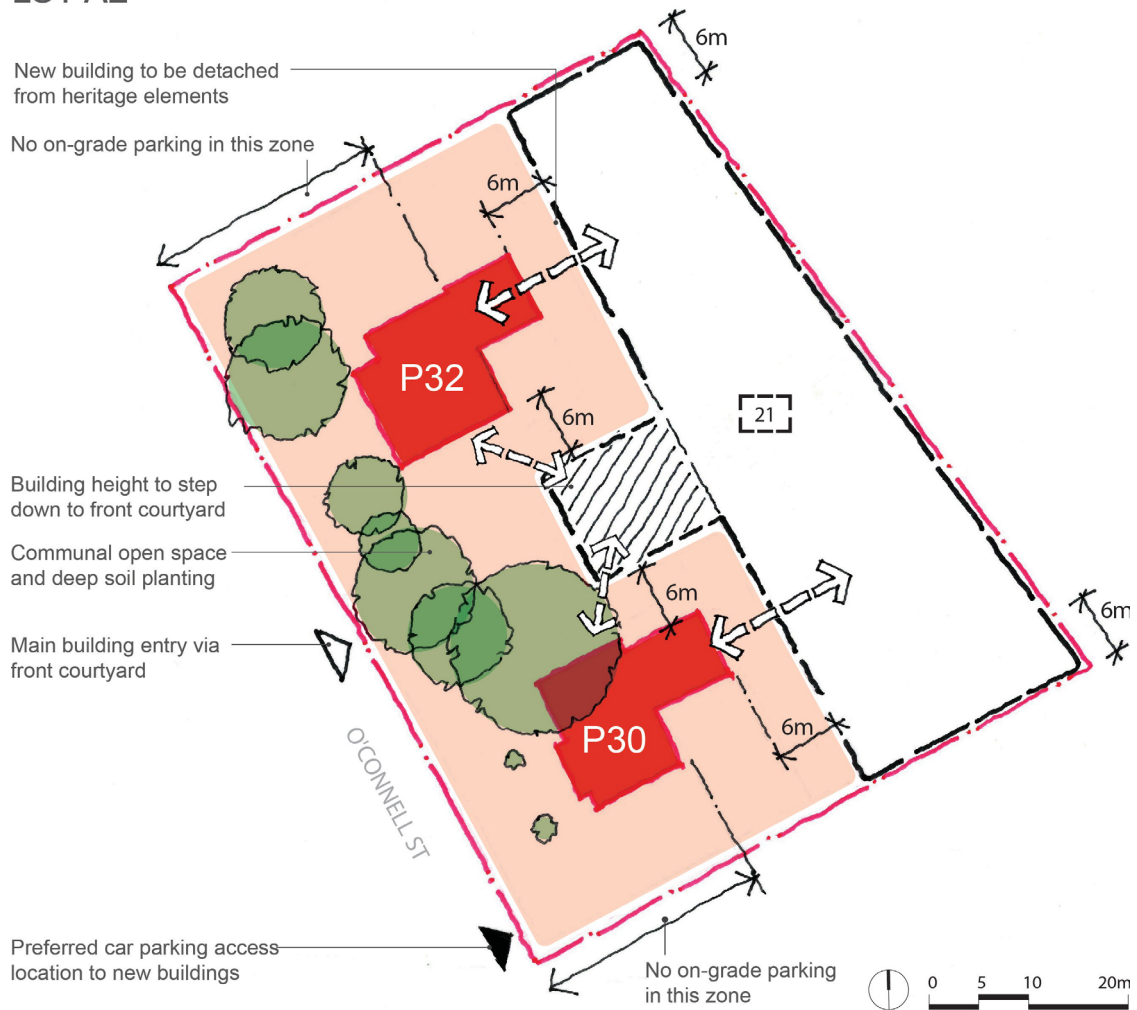 New building to be detached
from heritage elements
No on-grade parking in this zone
6m
6m
P32
6m
21
Building height to step
down to front courtyard
Communal open space
and deep soil planting
6m
6m
Main building entry via
front courtyard
P30
6m
O'CONNELL ST
Preferred car parking access
location to new buildings
No on-grade parking
in this zone
0 5 10 20m